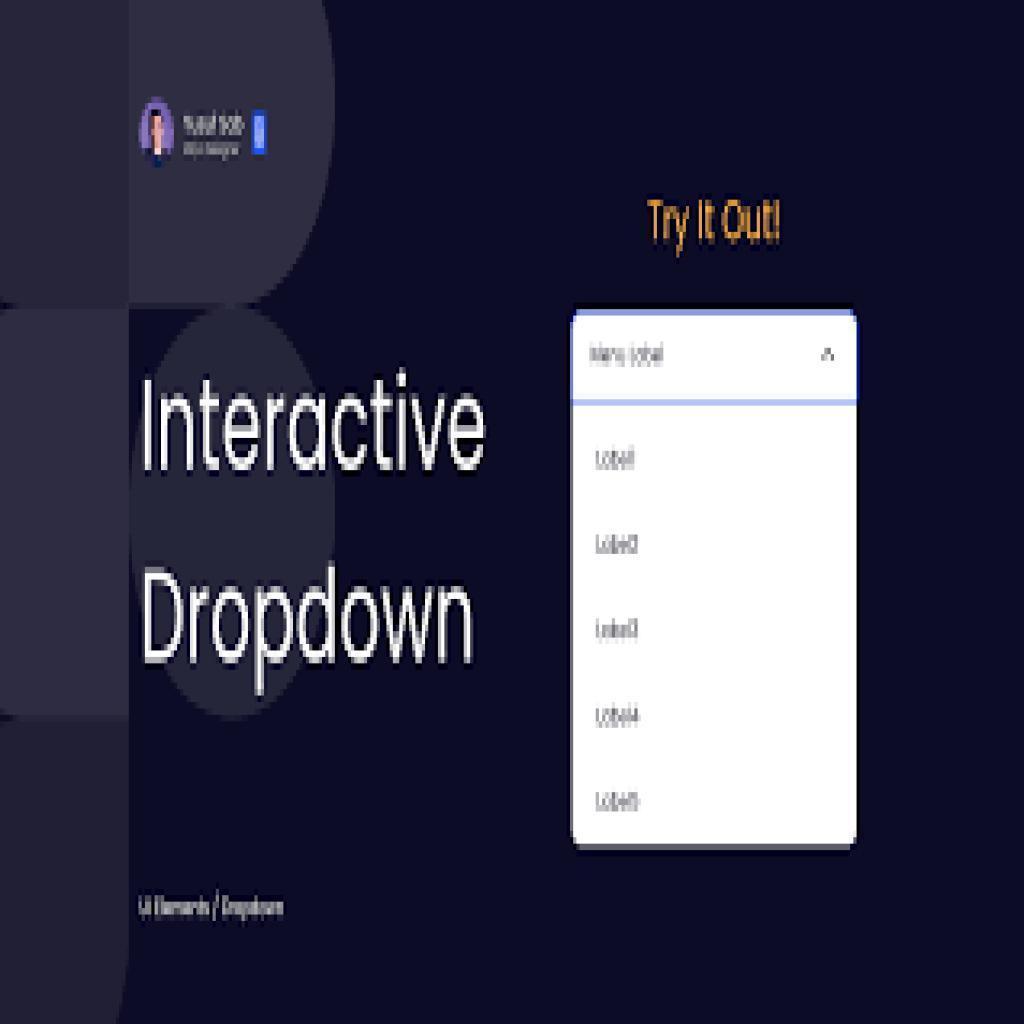 Try It Out!
Menu Label
Interactive
Dropdown
Label1
Label2
Label3
Label4
Label5
UI Elements / Dropdown